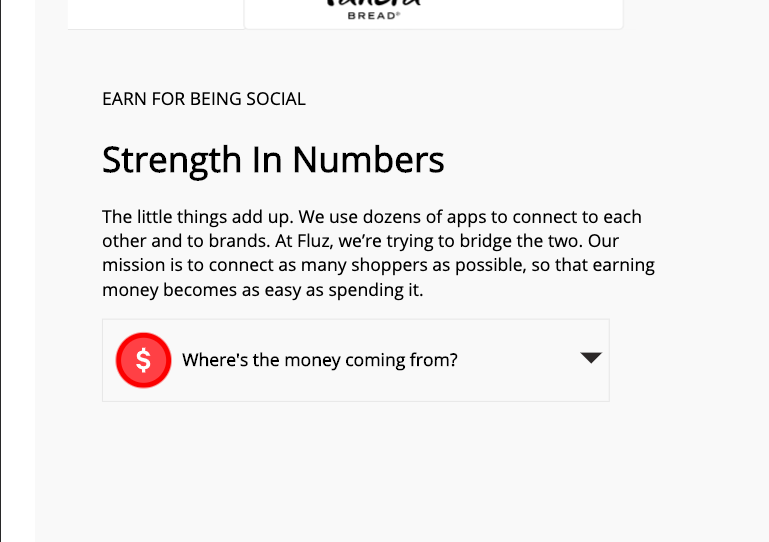 BREAD®
EARN FOR BEING SOCIAL
Strength In Numbers
The little things add up. We use dozens of apps to connect to each
other and to brands. At Fluz, we’re trying to bridge the two. Our
mission is to connect as many shoppers as possible, so that earning
money becomes as easy as spending it.
$ Where's the money coming from?